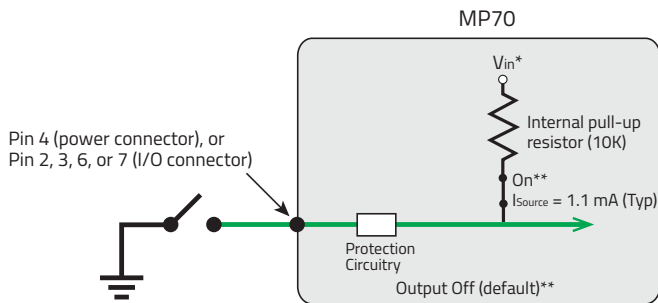 MP70
Vin*
Internal pull-up
resistor (10K)
Pin 4 (power connector), or
Pin 2, 3, 6, or 7 (I/O connector)
On**
ISource = 1.1 mA (Typ)
Protection
Circuitry
Output Off (default)**